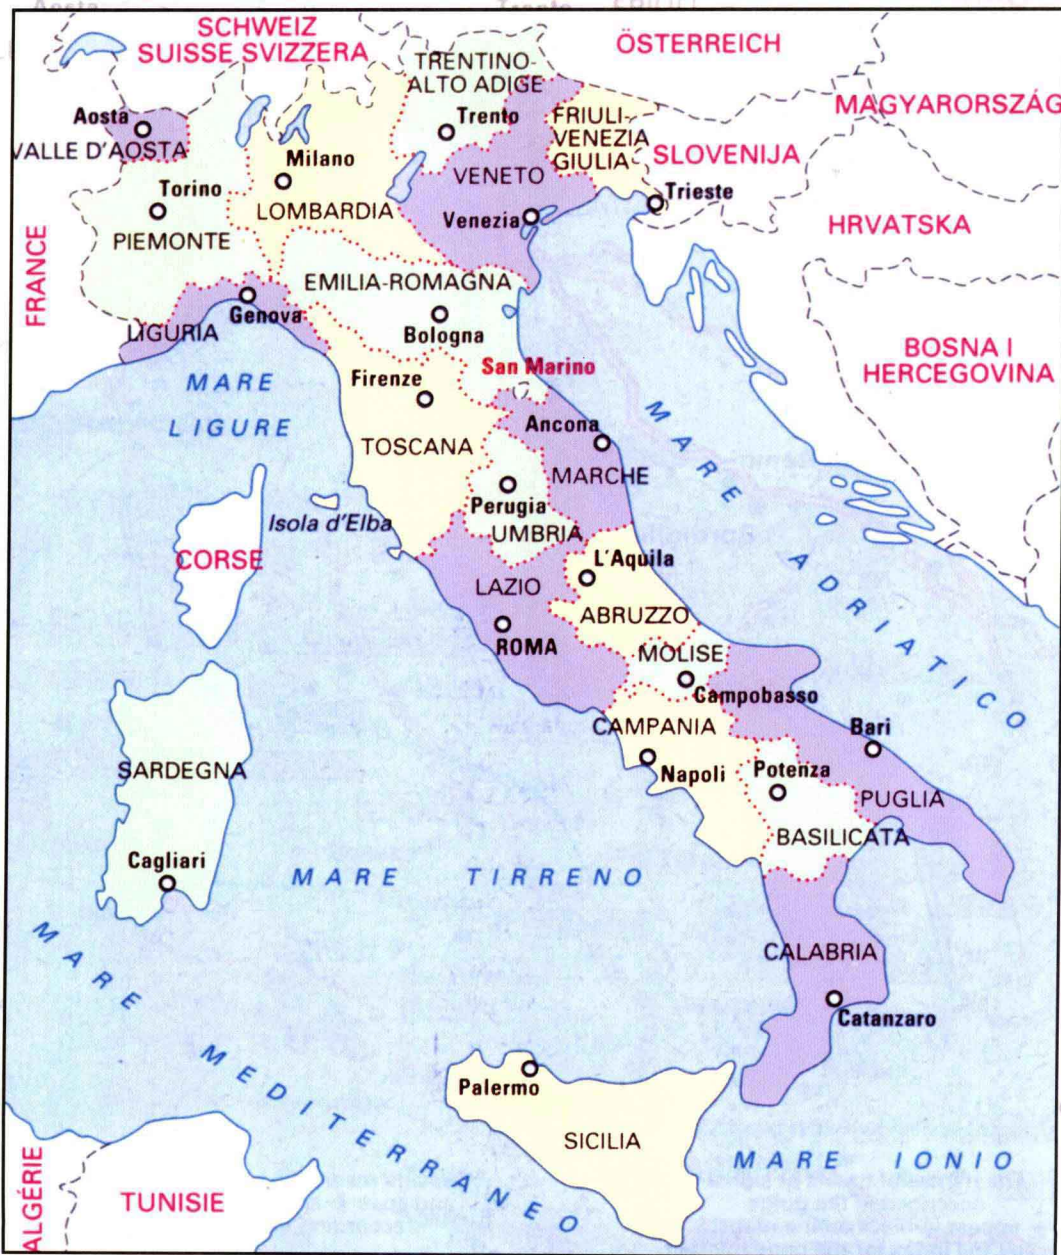 Aosta
Trento
SCHWEIZ
SUISSE SVIZZERA
ÖSTERREICH
TRENTINO-
ALTO ADIGE
MAGYARORSZÁG
Aosta
VALLE D'AOSTA
Trento
FRIULI-
VENEZIA
GIULIA
SLOVENIJA
Milano
VENETO
Torino
Trieste
LOMBARDIA
Venezia
HRVATSKA
PIEMONTE
FRANCE
EMILIA-ROMAGNA
Genova
LIGURIA
Bologna
BOSNA I
HERCEGOVINA
San Marino
Firenze
MARE
LIGURE
Ancona
TOSCANA
MARCHE
MARE ADRIATICO
Perugia
Isola d'Elba
UMBRIA
CORSE
L'Aquila
LAZIO
ABRUZZO
ROMA
MOLISE
Campobasso
CAMPANIA
Bari
SARDEGNA
Napoli
Potenza
PUGLIA
BASILICATA
Cagliari
MARE TIRRENO
CALABRIA
Catanzaro
MARE MEDITERRANEO
Palermo
SICILIA
MARE IONIO
ALGÉRIE
TUNISIE